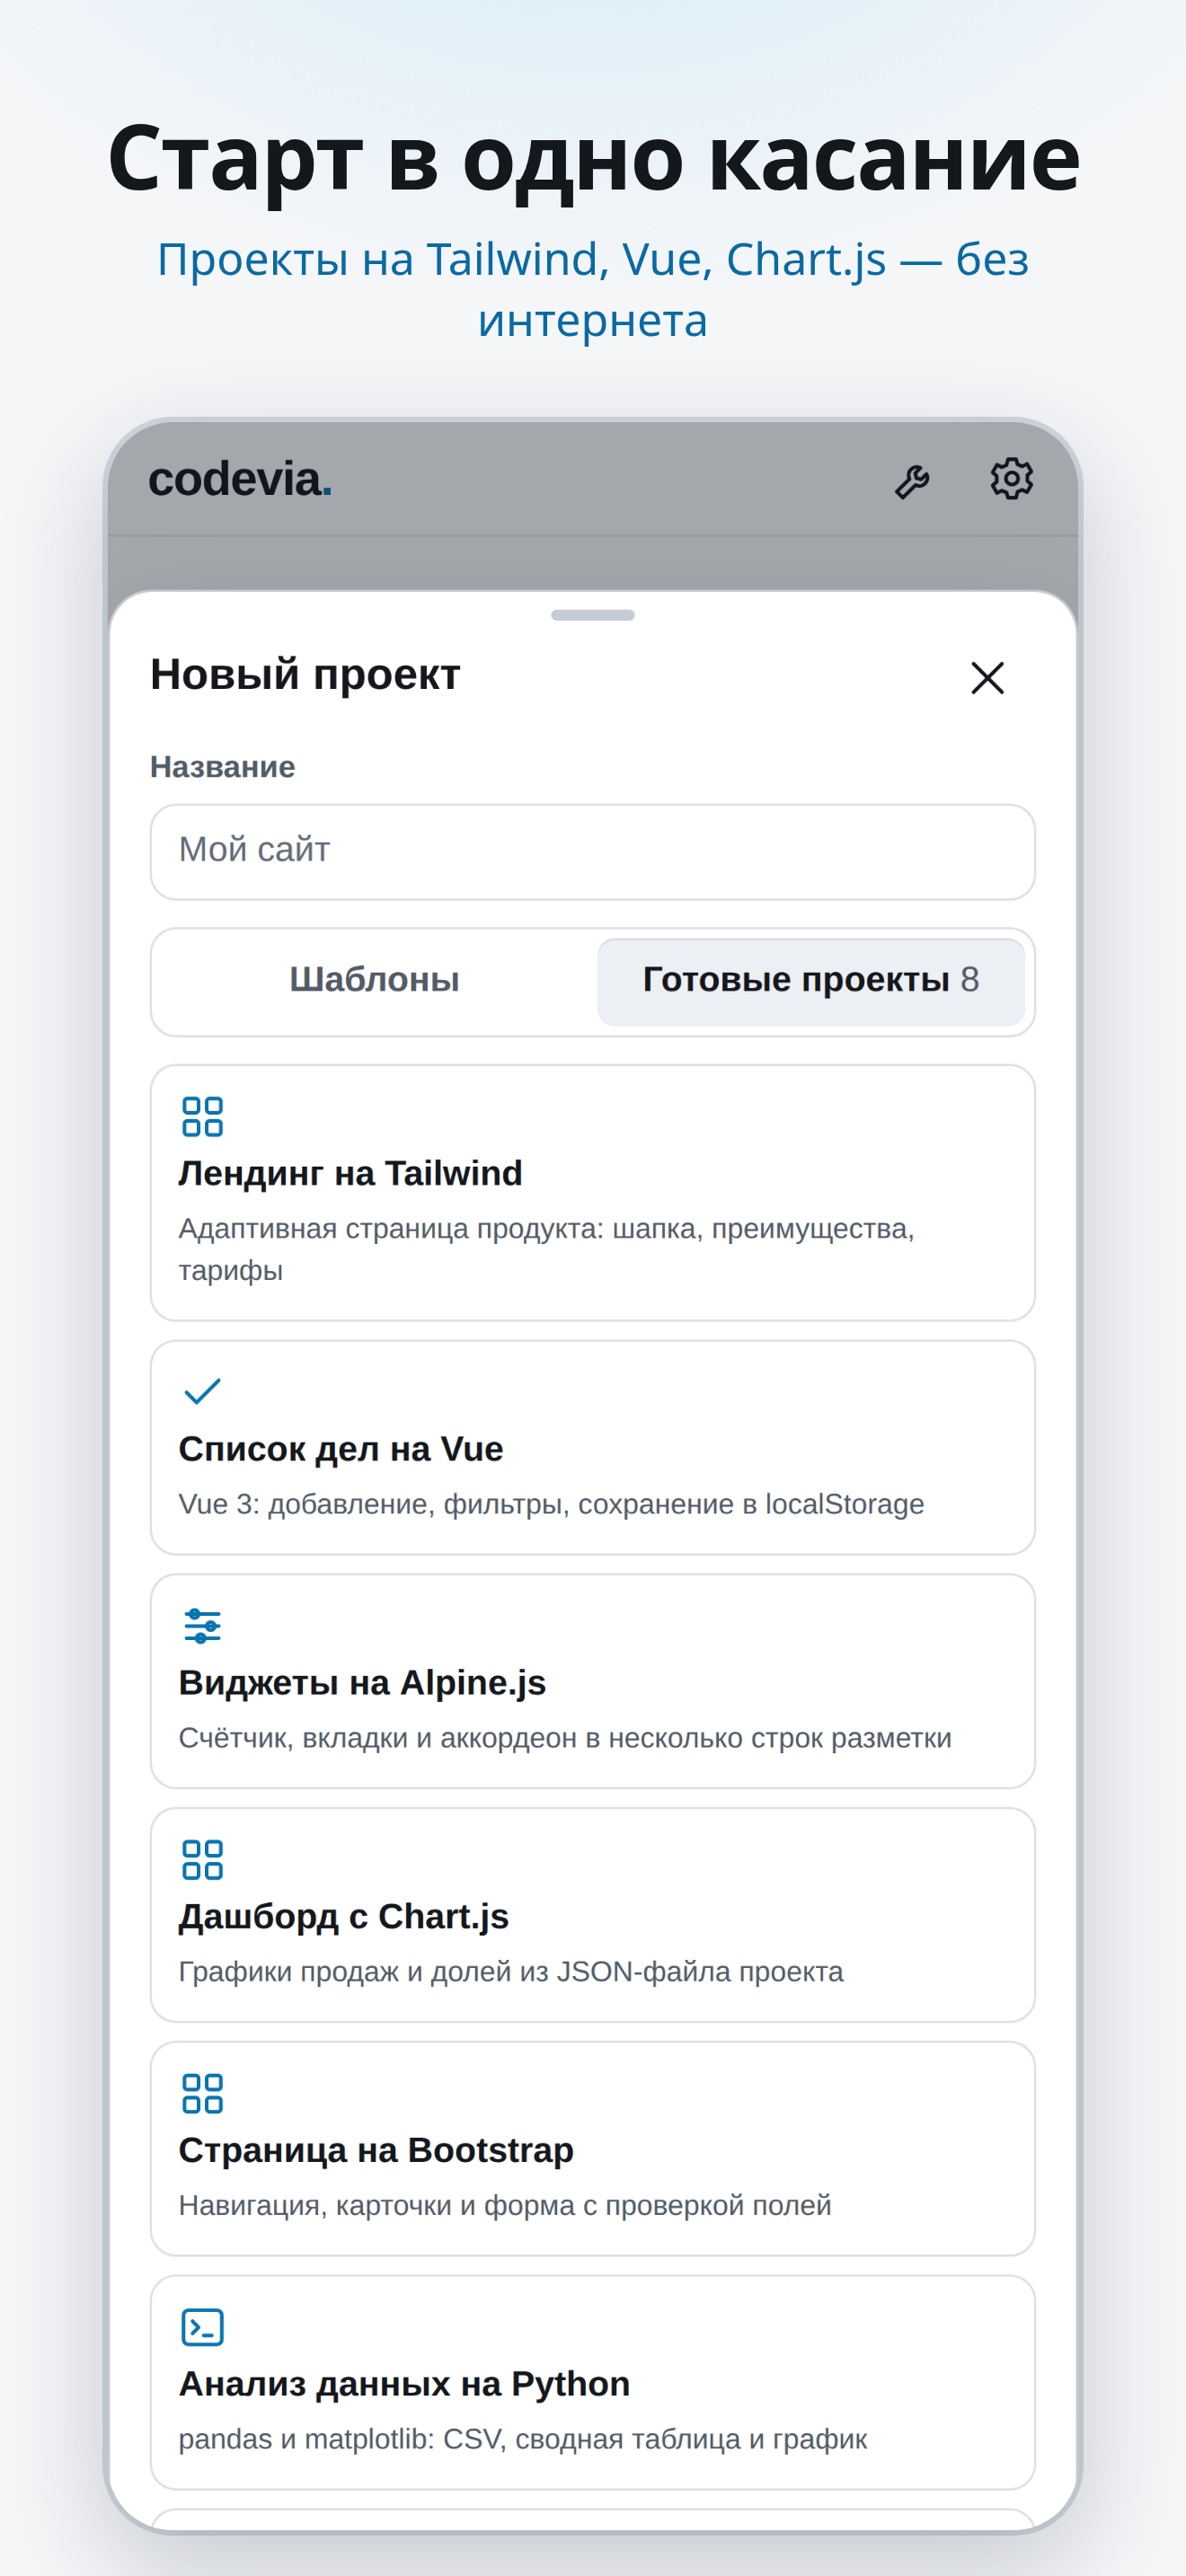 Старт в одно касание
Проекты на Tailwind, Vue, Chart.js — без
интернета
codevia.
Новый проект
Название
Мой сайт
Шаблоны
Готовые проекты 8
Лендинг на Tailwind
Адаптивная страница продукта: шапка, преимущества,
тарифы
Список дел на Vue
Vue 3: добавление, фильтры, сохранение в localStorage
Виджеты на Alpine.js
Счётчик, вкладки и аккордеон в несколько строк разметки
Дашборд с Chart.js
Графики продаж и долей из JSON-файла проекта
Страница на Bootstrap
Навигация, карточки и форма с проверкой полей
Анализ данных на Python
pandas и matplotlib: CSV, сводная таблица и график